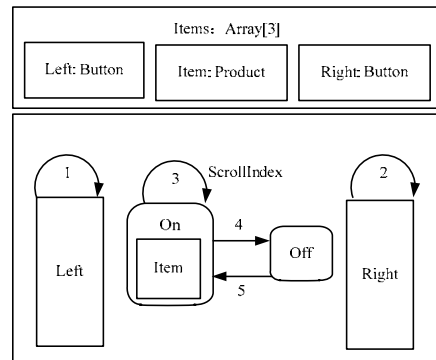 Items: Array[3]
Left: Button
Item: Product
Right: Button
1
3
ScrollIndex
2
On
4
Off
Item
5
Left
Right